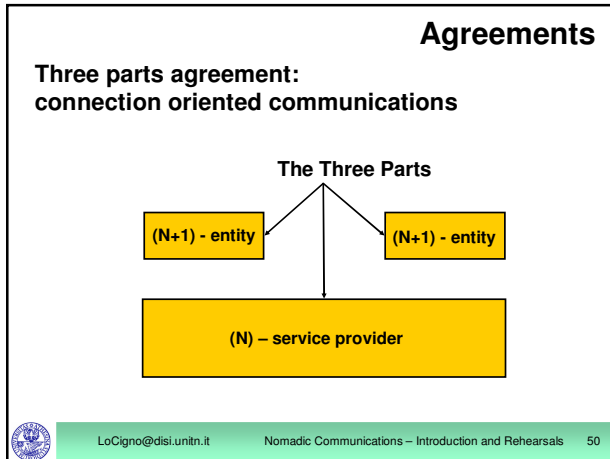 Agreements
Three parts agreement:
connection oriented communications
The Three Parts
(N+1) - entity
(N+1) - entity
(N) – service provider
LoCigno@disi.unitn.it
Nomadic Communications – Introduction and Rehearsals
50